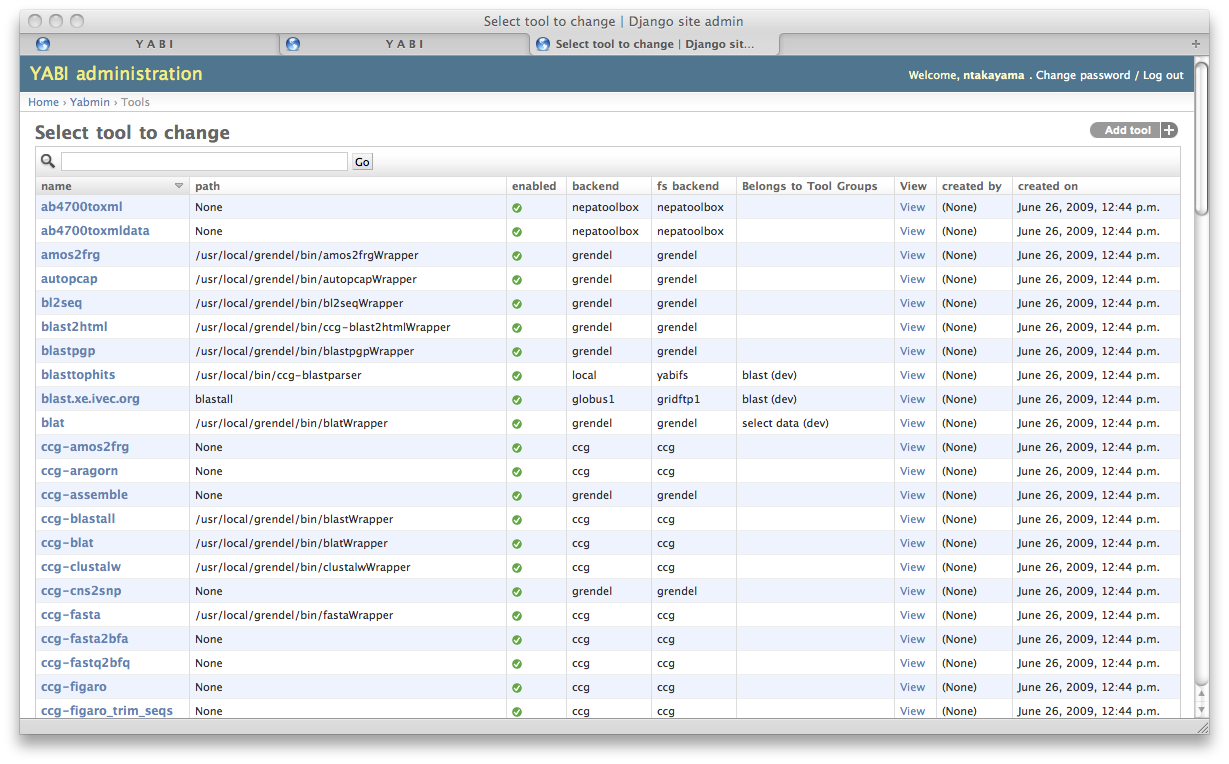 Select tool to change | Django site admin
Y A B I Y A B I Select tool to change | Django sit...
YABI administration Welcome, ntakayama . Change password / Log out
Home › Yabmin › Tools
Select tool to change Add tool
Go
name path enabled backend fs backend Belongs to Tool Groups View created by created on
ab4700toxml None nepatoolbox nepatoolbox View (None) June 26, 2009, 12:44 p.m.
ab4700toxmldata None nepatoolbox nepatoolbox View (None) June 26, 2009, 12:44 p.m.
amos2frg /usr/local/grendel/bin/amos2frgWrapper grendel grendel View (None) June 26, 2009, 12:44 p.m.
autopcap /usr/local/grendel/bin/autopcapWrapper grendel grendel View (None) June 26, 2009, 12:44 p.m.
bl2seq /usr/local/grendel/bin/bl2seqWrapper grendel grendel View (None) June 26, 2009, 12:44 p.m.
blast2html /usr/local/grendel/bin/ccg-blast2htmlWrapper grendel grendel View (None) June 26, 2009, 12:44 p.m.
blastpgp /usr/local/grendel/bin/blastpgpWrapper grendel grendel View (None) June 26, 2009, 12:44 p.m.
blasttophits /usr/local/bin/ccg-blastparser local yabifs blast (dev) View (None) June 26, 2009, 12:44 p.m.
blast.xe.ivec.org blastall globus1 gridftp1 blast (dev) View (None) June 26, 2009, 12:44 p.m.
blat /usr/local/grendel/bin/blatWrapper grendel grendel select data (dev) View (None) June 26, 2009, 12:44 p.m.
ccg-amos2frg None ccg ccg View (None) June 26, 2009, 12:44 p.m.
ccg-aragorn None ccg ccg View (None) June 26, 2009, 12:44 p.m.
ccg-assemble None grendel grendel View (None) June 26, 2009, 12:44 p.m.
ccg-blastall /usr/local/grendel/bin/blastWrapper ccg ccg View (None) June 26, 2009, 12:44 p.m.
ccg-blat /usr/local/grendel/bin/blatWrapper ccg ccg View (None) June 26, 2009, 12:44 p.m.
ccg-clustalw /usr/local/grendel/bin/clustalwWrapper ccg ccg View (None) June 26, 2009, 12:44 p.m.
ccg-cns2snp None grendel grendel View (None) June 26, 2009, 12:44 p.m.
ccg-fasta /usr/local/grendel/bin/fastaWrapper ccg ccg View (None) June 26, 2009, 12:44 p.m.
ccg-fasta2bfa None ccg ccg View (None) June 26, 2009, 12:44 p.m.
ccg-fastq2bfq None ccg ccg View (None) June 26, 2009, 12:44 p.m.
ccg-figaro None ccg ccg View (None) June 26, 2009, 12:44 p.m.
ccg-figaro_trim_seqs None ccg ccg View (None) June 26, 2009, 12:44 p.m.